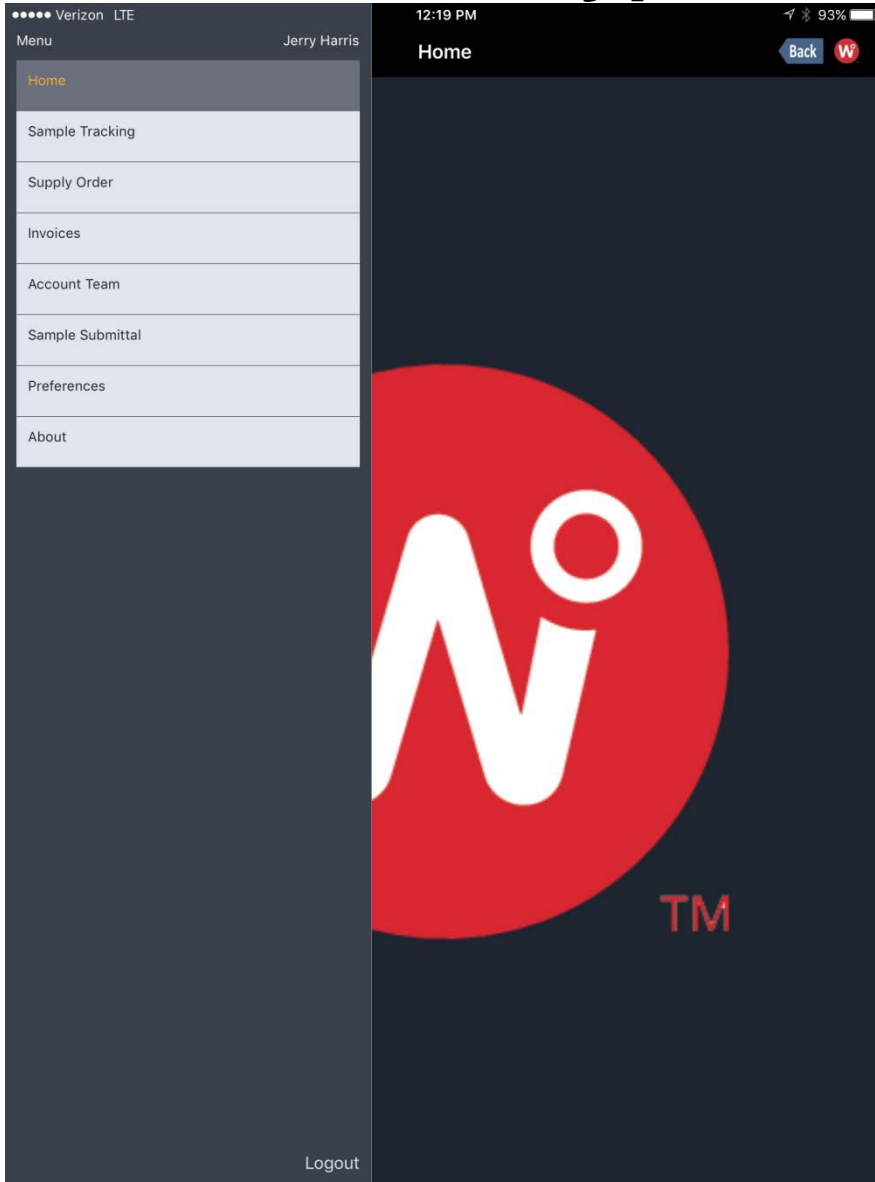 ●●●●● Verizon LTE 12:19 PM 93%
Menu Jerry Harris
Home Back W
Home
Sample Tracking
Supply Order
Invoices
Account Team
Sample Submittal
Preferences
About
W
TM
Logout